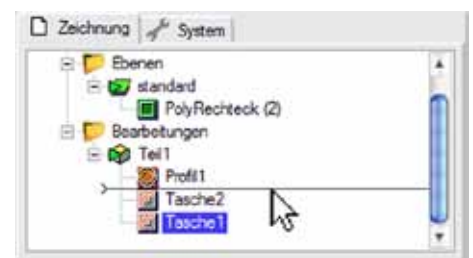 Zeichnung System
Ebenen
standard
PolyRechteck (2)
Bearbeitungen
Teil1
Profil1
Tasche2
Tasche1